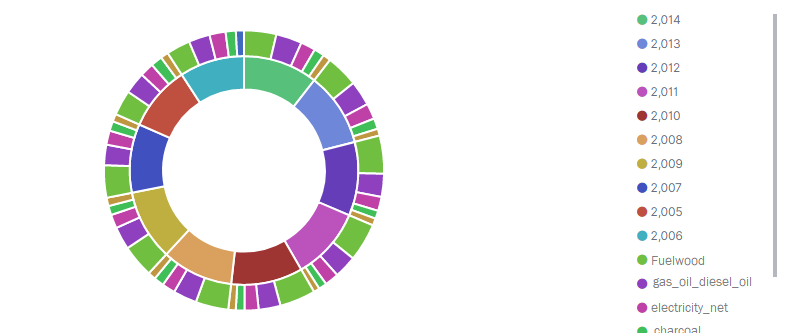 2,014
2,013
2,012
2,011
2,010
2,008
2,009
2,007
2,005
2,006
Fuelwood
gas_oil_diesel_oil
electricity_net
charcoal